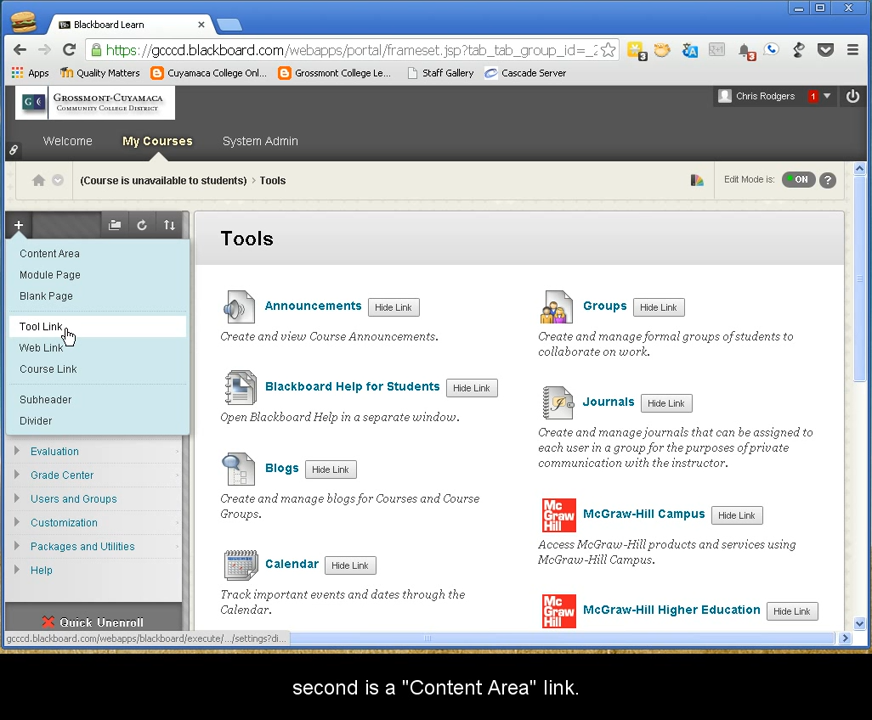 Blackboard Learn
https://gcccd.blackboard.com/webapps/portal/frameset.jsp?tab_tab_group_id=_2
3
3
Apps
Quality Matters
Cuyamaca College Onl...
Grossmont College Le...
Staff Gallery
Cascade Server
GROSSMONT-CUYAMACA
COMMUNITY COLLEGE DISTRICT
Chris Rodgers
1
Welcome
My Courses
System Admin
(Course is unavailable to students) > Tools
Edit Mode is:
ON
?
Content Area
Module Page
Blank Page
Tool Link
Web Link
Course Link
Subheader
Divider
Evaluation
Grade Center
Users and Groups
Customization
Packages and Utilities
Help
Quick Unenroll
Tools
Announcements
Hide Link
Create and view Course Announcements.
Blackboard Help for Students
Hide Link
Open Blackboard Help in a separate window.
Blogs
Hide Link
Create and manage blogs for Courses and Course
Groups.
Calendar
Hide Link
Track important events and dates through the
Calendar.
Groups
Hide Link
Create and manage formal groups of students to
collaborate on work.
Journals
Hide Link
Create and manage journals that can be assigned to
each user in a group for the purposes of private
communication with the instructor.
Mc
Graw
Hill
McGraw-Hill Campus
Hide Link
Access McGraw-Hill products and services using
McGraw-Hill Campus.
Mc
Graw
Hill
McGraw-Hill Higher Education
Hide Link
gcccd.blackboard.com/webapps/blackboard/execute/.../settings?di...
second is a "Content Area" link.